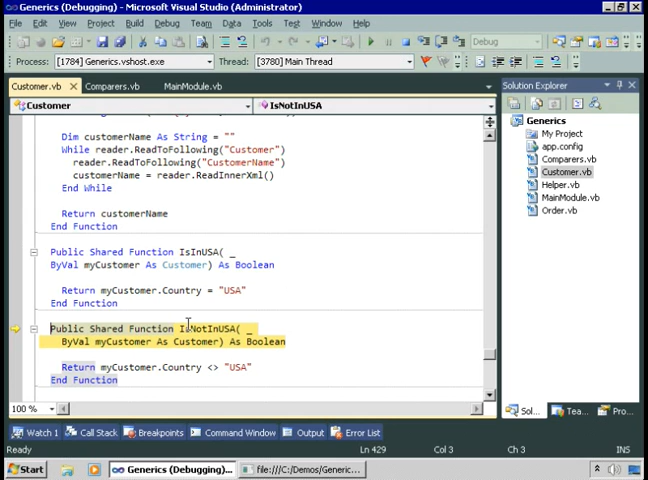 Generics (Debugging) - Microsoft Visual Studio (Administrator)
File Edit View Project Build Debug Team Data Tools Test Window Help
Debug
Process: [1784] Generics.vshost.exe Thread: [3780] Main Thread
Customer.vb Comparers.vb MainModule.vb
Customer IsNotInUSA
Dim customerName As String = ""
While reader.ReadToFollowing("Customer")
reader.ReadToFollowing("CustomerName")
customerName = reader.ReadInnerXml()
End While
Return customerName
End Function
Public Shared Function IsInUSA( _
ByVal myCustomer As Customer) As Boolean
Return myCustomer.Country = "USA"
End Function
Public Shared Function IsNotInUSA( _
ByVal myCustomer As Customer) As Boolean
Return myCustomer.Country <> "USA"
End Function
100 %
Solution Explorer
Generics
My Project
app.config
Comparers.vb
Customer.vb
Helper.vb
MainModule.vb
Order.vb
Sol... Tea... Pro...
Watch 1 Call Stack Breakpoints Command Window Output Error List
Ready Ln 429 Col 3 Ch 3 INS
Start Generics (Debugging)... file:///C:/Demos/Generic...